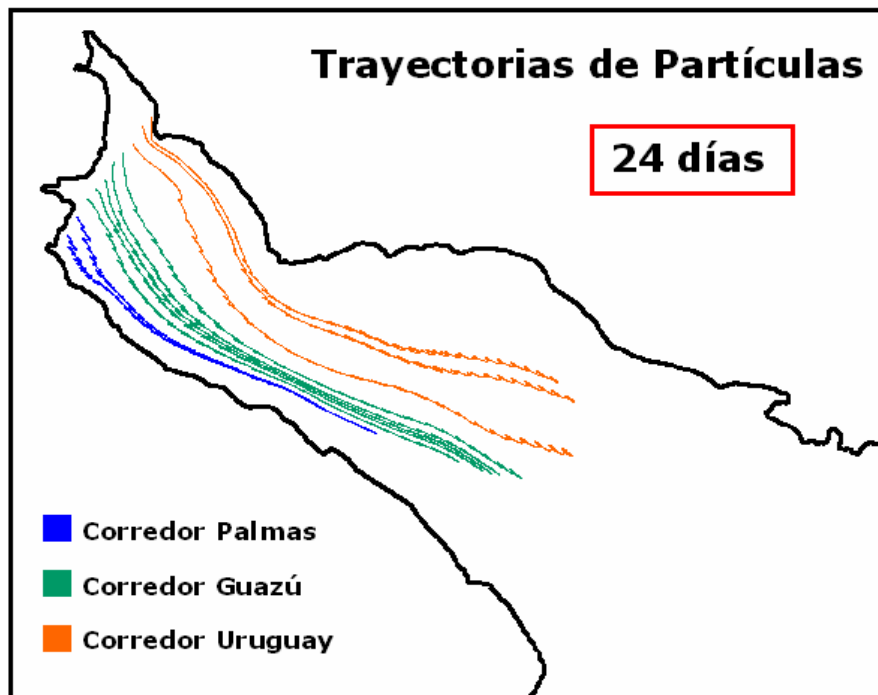 Trayectorias de Partículas
24 días
Corredor Palmas
Corredor Guazú
Corredor Uruguay